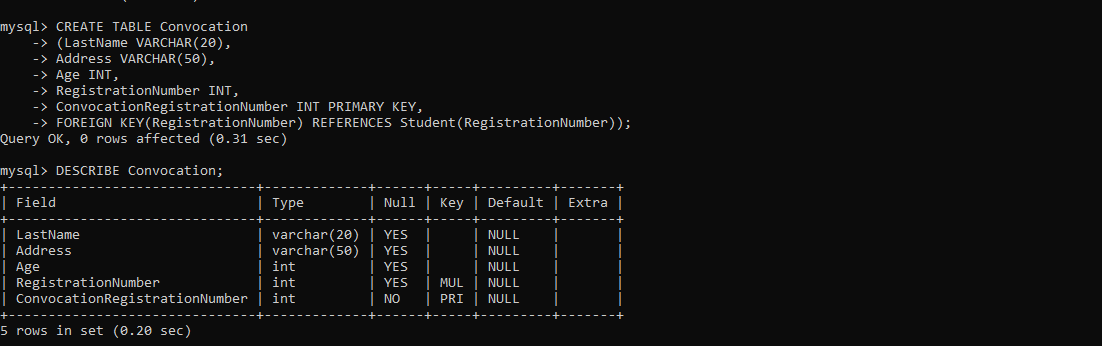 mysql> CREATE TABLE Convocation
    -> (LastName VARCHAR(20),
    -> Address VARCHAR(50),
    -> Age INT,
    -> RegistrationNumber INT,
    -> ConvocationRegistrationNumber INT PRIMARY KEY,
    -> FOREIGN KEY(RegistrationNumber) REFERENCES Student(RegistrationNumber));
Query OK, 0 rows affected (0.31 sec)

mysql> DESCRIBE Convocation;
+-------------------------------+-------------+------+-----+---------+-------+
| Field                         | Type        | Null | Key | Default | Extra |
+-------------------------------+-------------+------+-----+---------+-------+
| LastName                      | varchar(20) | YES  |     | NULL    |       |
| Address                       | varchar(50) | YES  |     | NULL    |       |
| Age                           | int         | YES  |     | NULL    |       |
| RegistrationNumber            | int         | YES  | MUL | NULL    |       |
| ConvocationRegistrationNumber | int         | NO   | PRI | NULL    |       |
+-------------------------------+-------------+------+-----+---------+-------+
5 rows in set (0.20 sec)